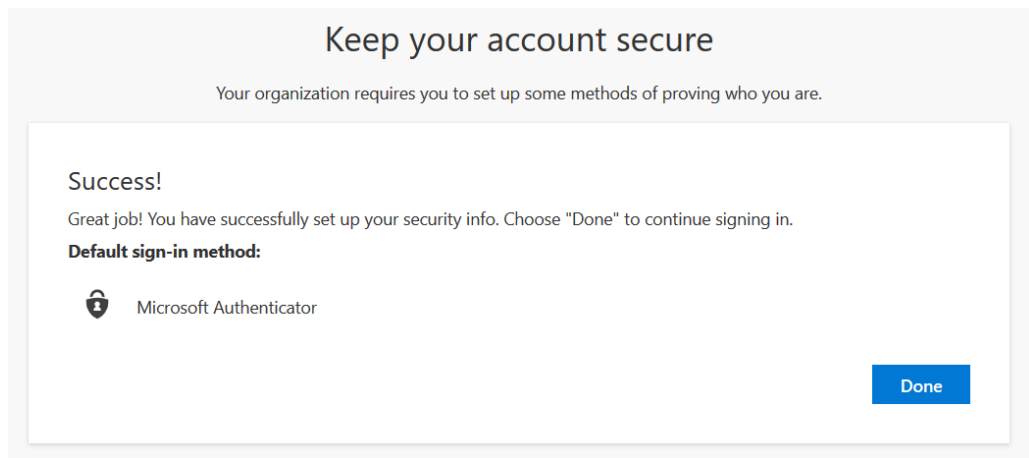 Keep your account secure
Your organization requires you to set up some methods of proving who you are.
Success!
Great job! You have successfully set up your security info. Choose "Done" to continue signing in.
Default sign-in method:
Microsoft Authenticator
Done